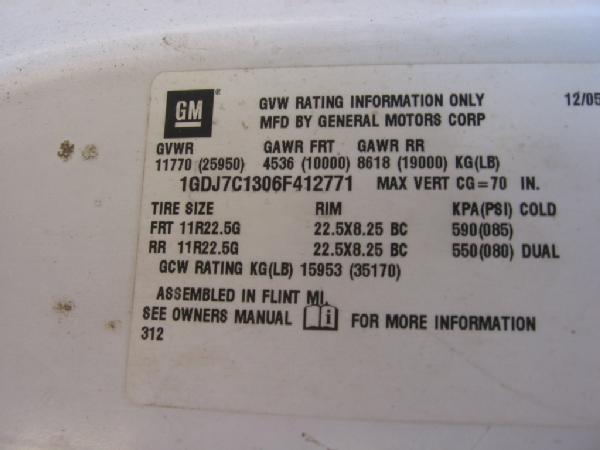 GM ® GVW RATING INFORMATION ONLY 12/05
MFD BY GENERAL MOTORS CORP
GVWR GAWR FRT GAWR RR
11770 (25950) 4536 (10000) 8618 (19000) KG(LB)
1GDJ7C1306F412771 MAX VERT CG=70 IN.
TIRE SIZE RIM KPA(PSI) COLD
FRT 11R22.5G 22.5X8.25 BC 590(085)
RR 11R22.5G 22.5X8.25 BC 550(080) DUAL
GCW RATING KG(LB) 15953 (35170)
ASSEMBLED IN FLINT MI.
SEE OWNERS MANUAL i FOR MORE INFORMATION
312